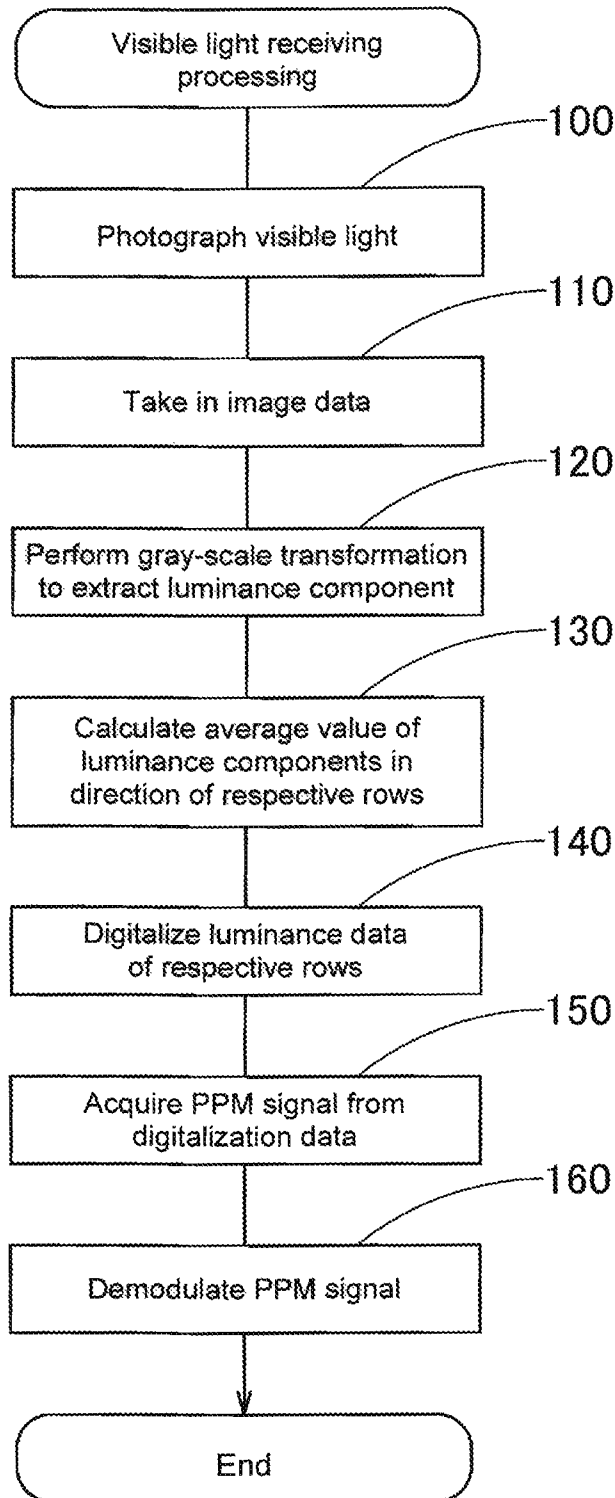 Visible light receiving
processing
100
Photograph visible light
110
Take in image data
120
Perform gray-scale transformation
to extract luminance component
130
Calculate average value of
luminance components in
direction of respective rows
140
Digitalize luminance data
of respective rows
150
Acquire PPM signal from
digitalization data
160
Demodulate PPM signal
End